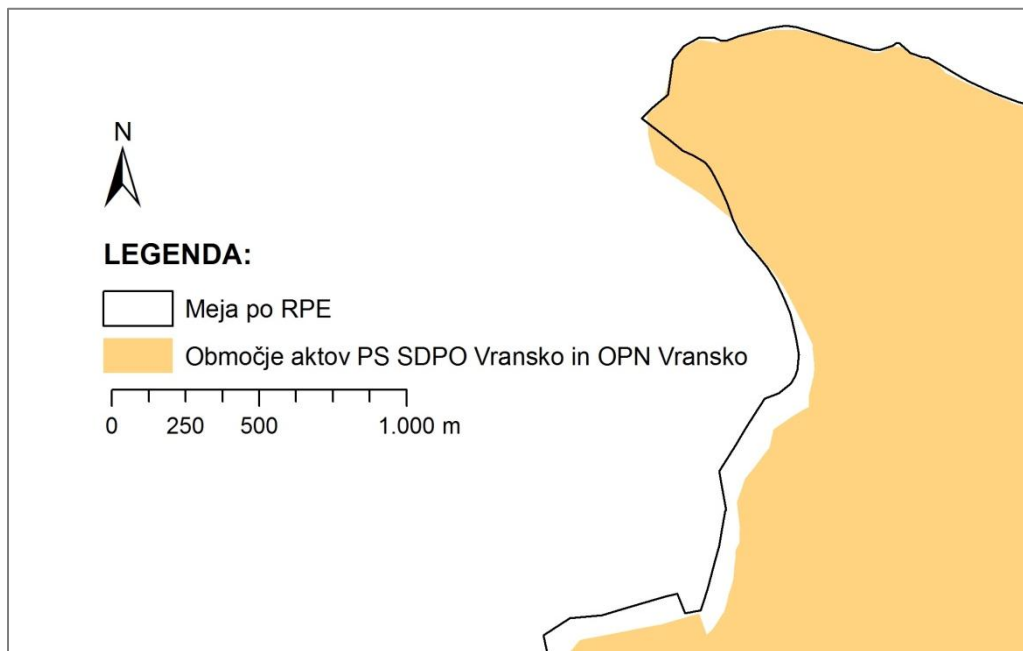 N
LEGENDA:
Meja po RPE
Območje aktov PS SDPO Vransko in OPN Vransko
0 250 500 1.000 m